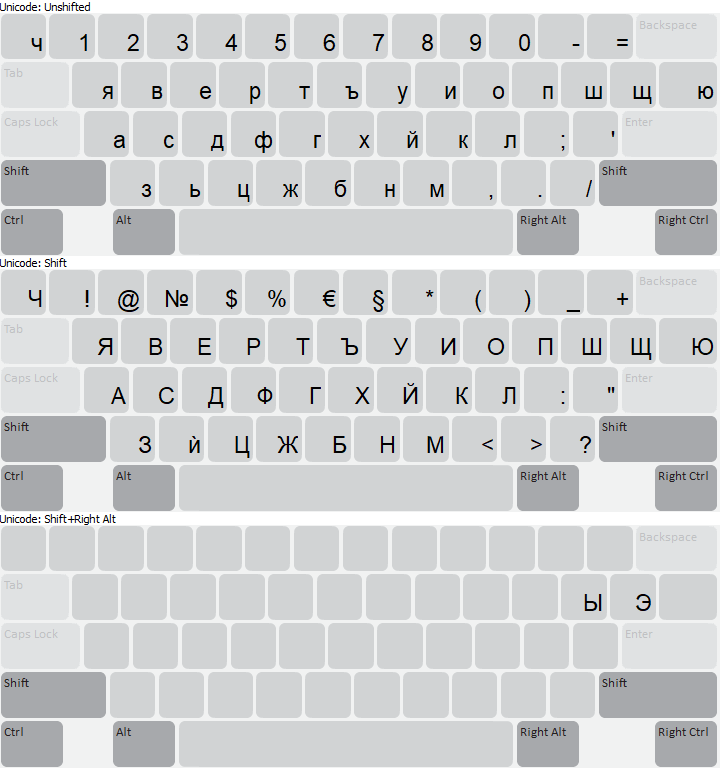 Unicode: Unshifted
ч 1 2 3 4 5 6 7 8 9 0 - = Backspace
Tab я в е р т ъ у и о п ш щ ю
Caps Lock а с д ф г х й к л ; ' Enter
Shift з ь ц ж б н м , . / Shift
Ctrl Alt Right Alt Right Ctrl
Unicode: Shift
Ч ! @ № $ % € § * ( ) _ + Backspace
Tab Я В Е Р Т Ъ У И О П Ш Щ Ю
Caps Lock А С Д Ф Г Х Й К Л : " Enter
Shift З ѝ Ц Ж Б Н М < > ? Shift
Ctrl Alt Right Alt Right Ctrl
Unicode: Shift+Right Alt
Backspace
Tab Ы Э
Caps Lock Enter
Shift Shift
Ctrl Alt Right Alt Right Ctrl